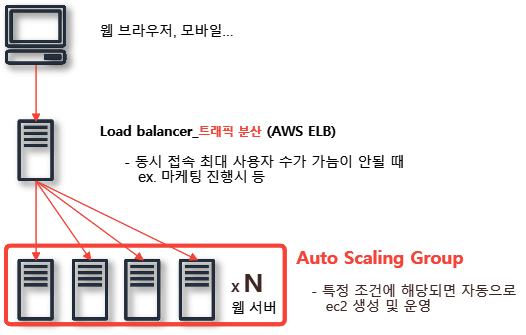 웹 브라우저, 모바일...
Load balancer_트래픽 분산 (AWS ELB)
- 동시 접속 최대 사용자 수가 가늠이 안될 때
ex. 마케팅 진행시 등
Auto Scaling Group
x N
웹 서버
- 특정 조건에 해당되면 자동으로
ec2 생성 및 운영